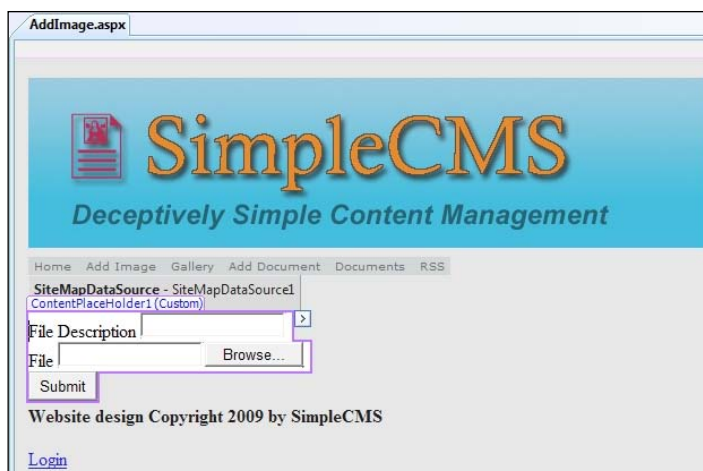 AddImage.aspx
SimpleCMS
Deceptively Simple Content Management
Home Add Image Gallery Add Document Documents RSS
SiteMapDataSource - SiteMapDataSource1
ContentPlaceHolder1 (Custom)
File Description
File Browse...
Submit
Website design Copyright 2009 by SimpleCMS
Login